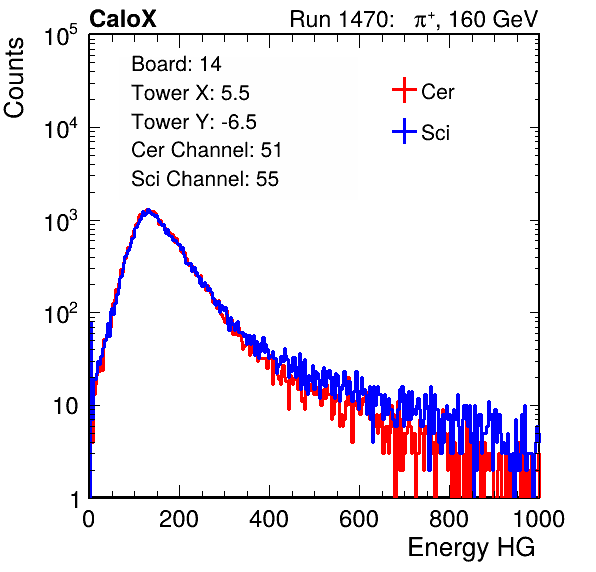 CaloX Run 1470: π⁺, 160 GeV
Counts
10⁵
10⁴
10³
10²
10
1
Board: 14
Tower X: 5.5
Tower Y: -6.5
Cer Channel: 51
Sci Channel: 55
Cer
Sci
0 200 400 600 800 1000
Energy HG